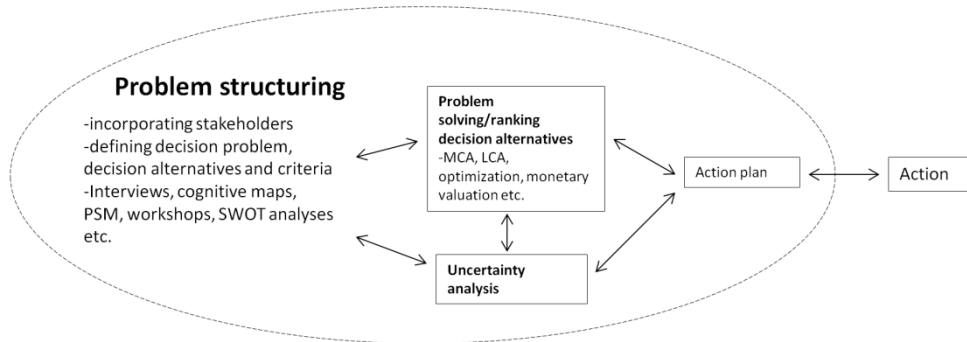 Problem structuring
-incorporating stakeholders
-defining decision problem,
decision alternatives and criteria
-Interviews, cognitive maps,
PSM, workshops, SWOT analyses
etc.
Problem
solving/ranking
decision alternatives
-MCA, LCA,
optimization, monetary
valuation etc.
Uncertainty
analysis
Action plan
Action